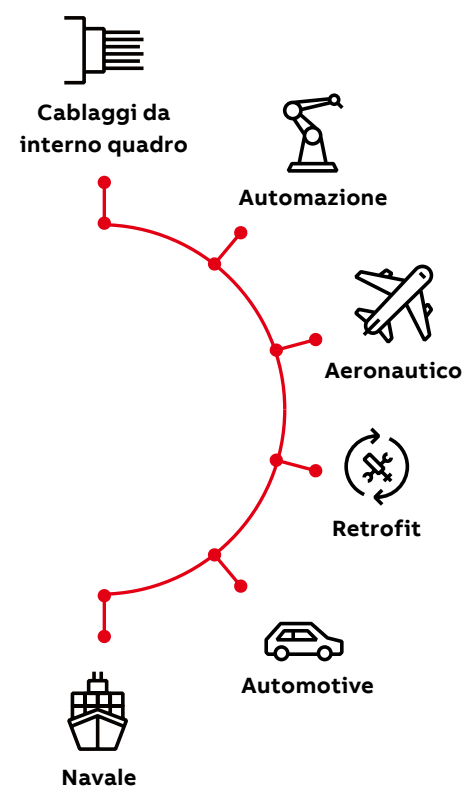 Cablaggi da
interno quadro
Automazione
Aeronautico
Retrofit
Automotive
Navale